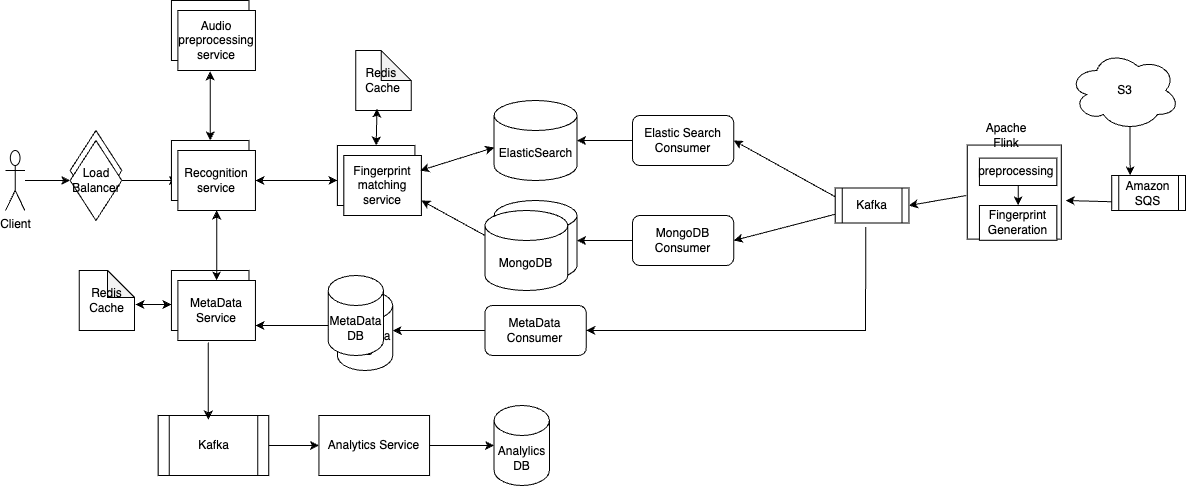 Audio
preprocessing
service
Redis
Cache
S3
ElasticSearch
Elastic Search
Consumer
Apache
Flink
preprocessing
Fingerprint
Generation
Amazon
SQS
Client
Load
Balancer
Recognition
service
Fingerprint
matching
service
Kafka
MongoDB
MongoDB
Consumer
Redis
Cache
MetaData
Service
MetaData
DB
a
MetaData
Consumer
Kafka
Analytics Service
Analylics
DB